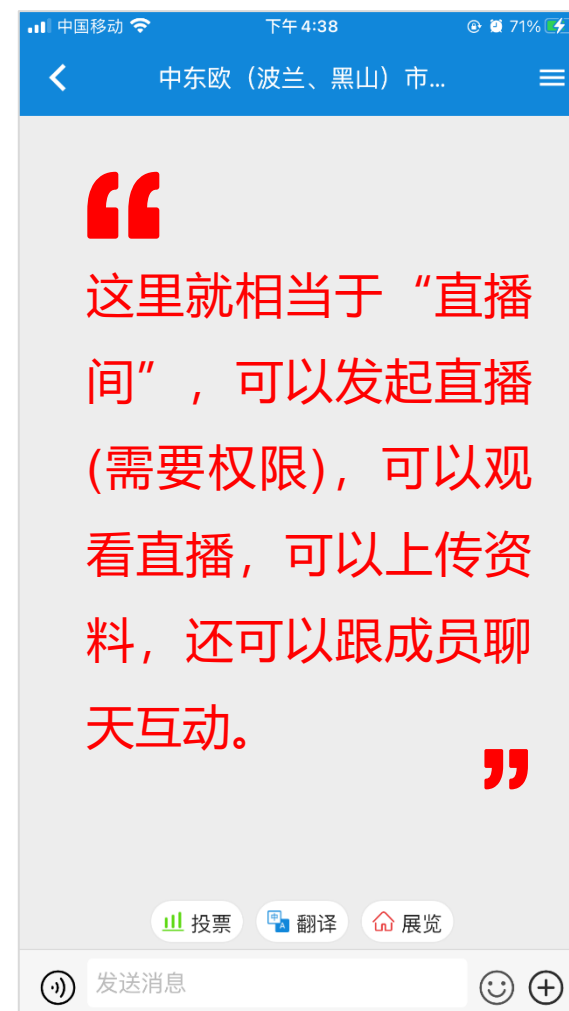 中国移动 下午4:38 71%
中东欧（波兰、黑山）市...
“
这里就相当于“直播
间”，可以发起直播
(需要权限)，可以观
看直播，可以上传资
料，还可以跟成员聊
天互动。
”
投票 翻译 展览
发送消息